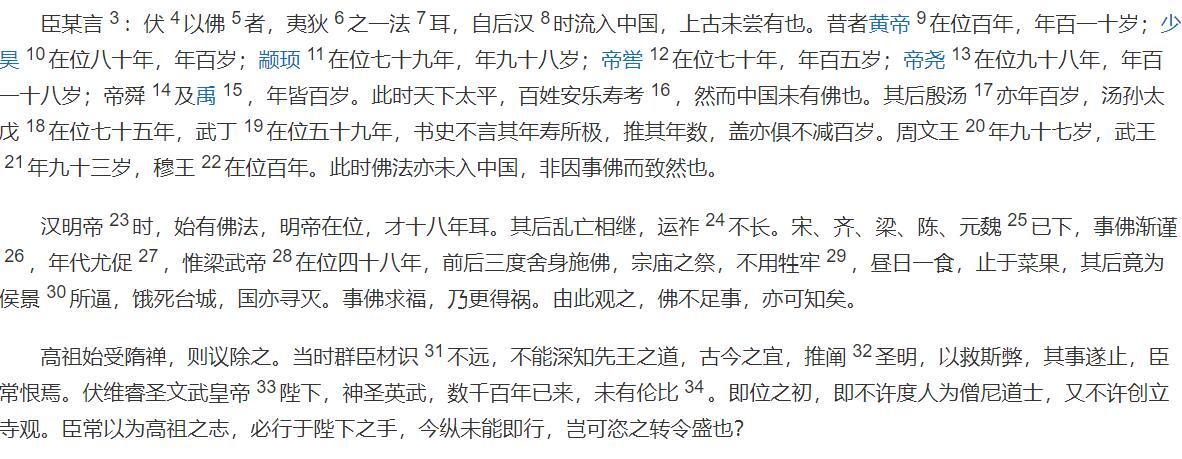 臣某言 3：伏 4 以佛 5 者，夷狄 6 之一法 7 耳，自后汉 8 时流入中国，上古未尝有也。昔者黄帝 9 在位百年，年百一十岁；少
昊 10 在位八十年，年百岁；颛顼 11 在位七十九年，年九十八岁；帝喾 12 在位七十年，年百五岁；帝尧 13 在位九十八年，年百
一十八岁；帝舜 14 及禹 15 ，年皆百岁。此时天下太平，百姓安乐寿考 16 ，然而中国未有佛也。其后殷汤 17 亦年百岁，汤孙太
戊 18 在位七十五年，武丁 19 在位五十九年，书史不言其年寿所极，推其年数，盖亦俱不减百岁。周文王 20 年九十七岁，武王
21 年九十三岁，穆王 22 在位百年。此时佛法亦未入中国，非因事佛而致然也。
汉明帝 23 时，始有佛法，明帝在位，才十八年耳。其后乱亡相继，运祚 24 不长。宋、齐、梁、陈、元魏 25 已下，事佛渐谨
26 ，年代尤促 27 ，惟梁武帝 28 在位四十八年，前后三度舍身施佛，宗庙之祭，不用牲牢 29 ，昼日一食，止于菜果，其后竟为
侯景 30 所逼，饿死台城，国亦寻灭。事佛求福，乃更得祸。由此观之，佛不足事，亦可知矣。
高祖始受隋禅，则议除之。当时群臣材识 31 不远，不能深知先王之道，古今之宜，推阐 32 圣明，以救斯弊，其事遂止，臣
常恨焉。伏维睿圣文武皇帝 33 陛下，神圣英武，数千百年已来，未有伦比 34 。即位之初，即不许度人为僧尼道士，又不许创立
寺观。臣常以为高祖之志，必行于陛下之手，今纵未能即行，岂可恣之转令盛也？